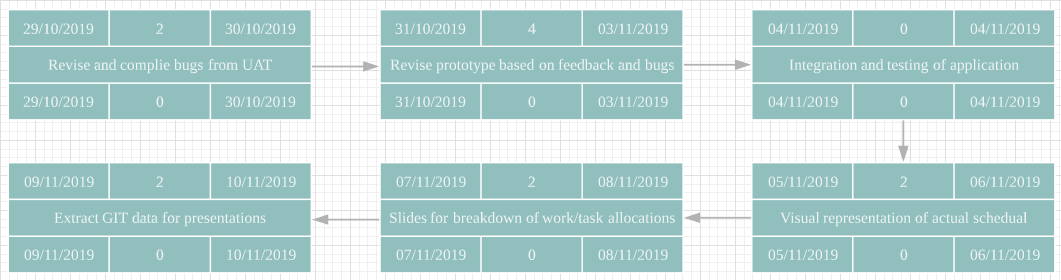 29/10/2019 2 30/10/2019
Revise and complie bugs from UAT
29/10/2019 0 30/10/2019
31/10/2019 4 03/11/2019
Revise prototype based on feedback and bugs
31/10/2019 0 03/11/2019
04/11/2019 0 04/11/2019
Integration and testing of application
04/11/2019 0 04/11/2019
05/11/2019 2 06/11/2019
Visual representation of actual schedual
05/11/2019 0 06/11/2019
07/11/2019 2 08/11/2019
Slides for breakdown of work/task allocations
07/11/2019 0 08/11/2019
09/11/2019 2 10/11/2019
Extract GIT data for presentations
09/11/2019 0 10/11/2019